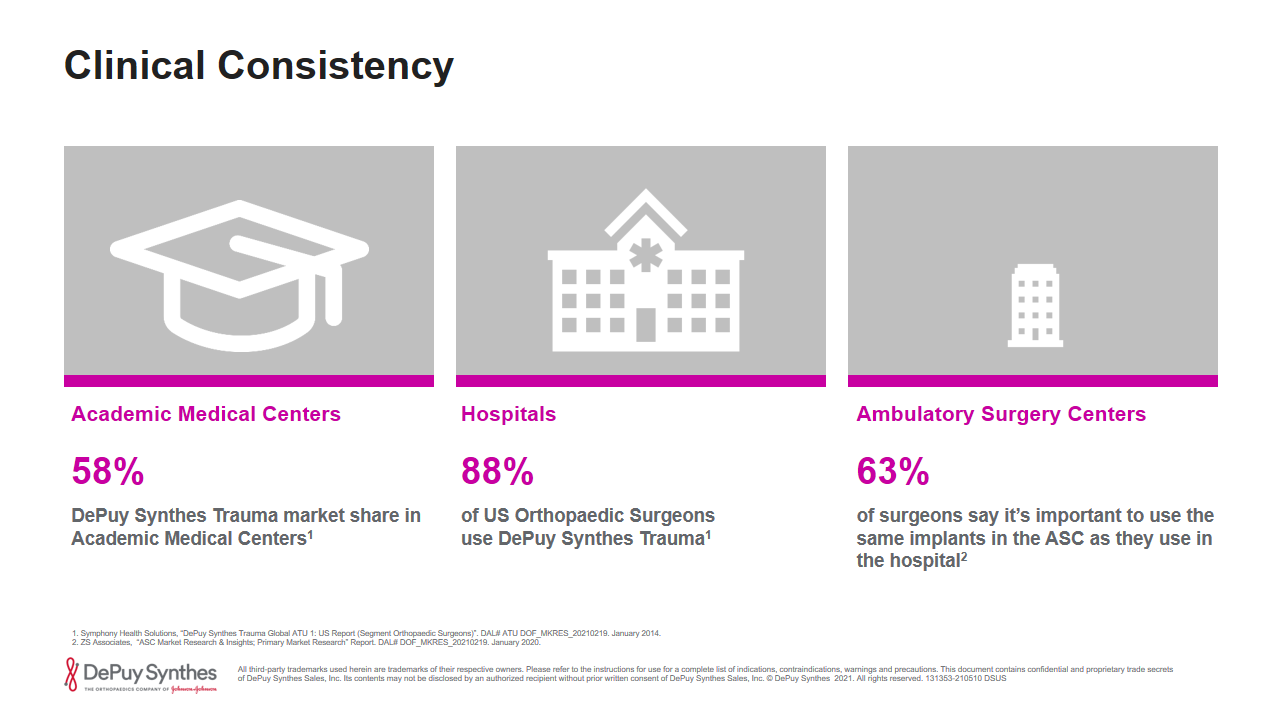 Clinical Consistency
Academic Medical Centers
58%
DePuy Synthes Trauma market share in
Academic Medical Centers1
Hospitals
88%
of US Orthopaedic Surgeons
use DePuy Synthes Trauma1
Ambulatory Surgery Centers
63%
of surgeons say it’s important to use the
same implants in the ASC as they use in
the hospital2
1. Symphony Health Solutions, “DePuy Synthes Trauma Global ATU 1: US Report (Segment Orthopaedic Surgeons)”. DAL# ATU DOF_MKRES_20210219. January 2014.
2. ZS Associates, “ASC Market Research & Insights; Primary Market Research” Report. DAL# DOF_MKRES_20210219. January 2020.
DePuy Synthes
THE ORTHOPAEDICS COMPANY OF Johnson & Johnson
All third-party trademarks used herein are trademarks of their respective owners. Please refer to the instructions for use for a complete list of indications, contraindications, warnings and precautions. This document contains confidential and proprietary trade secrets
of DePuy Synthes Sales, Inc. Its contents may not be disclosed by an authorized recipient without prior written consent of DePuy Synthes Sales, Inc. © DePuy Synthes 2021. All rights reserved. 131353-210510 DSUS